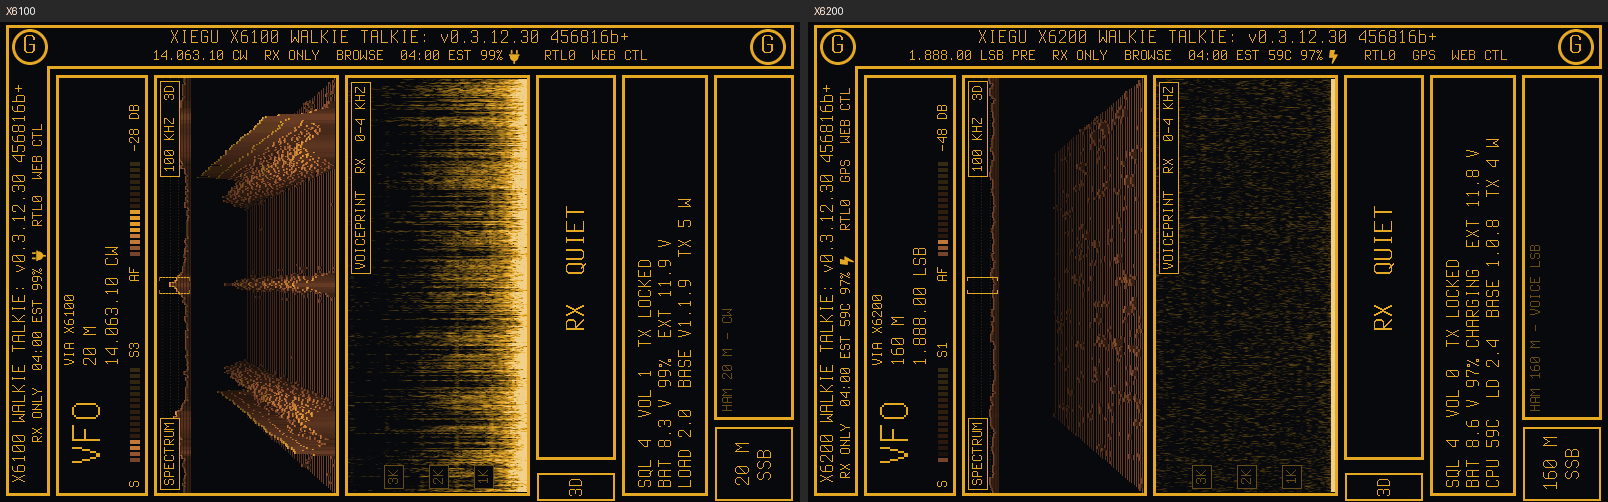 X6100
G
XIEGU X6100 WALKIE TALKIE: v0.3.12.30 456816b+
14.063.10 CW RX ONLY BROWSE 04:00 EST 99% RTL0 WEB CTL
G
X6100 WALKIE TALKIE: v0.3.12.30 456816b+
RX ONLY 04:00 EST 99% RTL0 WEB CTL
VFO
VIA X6100
20 M
14.063.10 CW
S S3 AF -28 DB
SPECTRUM
100 KHZ 3D
VOICEPRINT RX 0-4 KHZ
3K
2K
1K
RX QUIET
3D
SQL 4 VOL 1 TX LOCKED
BAT 8.3 V 99% EXT 11.9 V
LOAD 2.0 BASE V1.1.9 TX 5 W
HAM 20 M - CW
20 M
SSB
X6200
G
XIEGU X6200 WALKIE TALKIE: v0.3.12.30 456816b+
1.888.00 LSB PRE RX ONLY BROWSE 04:00 EST 59C 97% RTL0 GPS WEB CTL
G
X6200 WALKIE TALKIE: v0.3.12.30 456816b+
RX ONLY 04:00 EST 59C 97% RTL0 GPS WEB CTL
VFO
VIA X6200
160 M
1.888.00 LSB
S S1 AF -48 DB
SPECTRUM
100 KHZ 3D
VOICEPRINT RX 0-4 KHZ
3K
2K
1K
RX QUIET
3D
SQL 4 VOL 0 TX LOCKED
BAT 8.6 V 97% CHARGING EXT 11.8 V
CPU 59C LD 2.4 BASE 1.0.8 TX 4 W
HAM 160 M - VOICE LSB
160 M
SSB